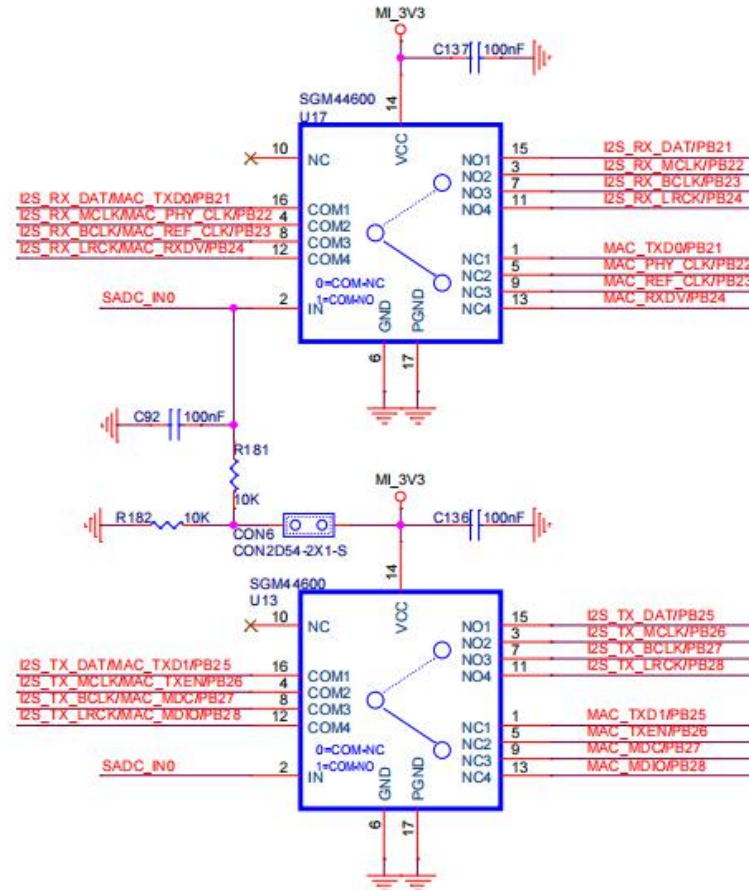 MI_3V3
C137 100nF
14
SGM44600
U17
VCC
10 NC
NO1 15 I2S_RX_DAT/PB21
NO2 3 I2S_RX_MCLK/PB22
NO3 7 I2S_RX_BCLK/PB23
NO4 11 I2S_RX_LRCK/PB24
I2S_RX_DAT/MAC_TXD0/PB21 16 COM1
I2S_RX_MCLK/MAC_PHY_CLK/PB22 4 COM2
I2S_RX_BCLK/MAC_REF_CLK/PB23 8 COM3
I2S_RX_LRCK/MAC_RXDV/PB24 12 COM4
NC1 1 MAC_TXD0/PB21
NC2 5 MAC_PHY_CLK/PB22
NC3 9 MAC_REF_CLK/PB23
NC4 13 MAC_RXDV/PB24
0=COM-NC
1=COM-NO
SADC_IN0 2 IN
GND
PGND
6 17
C92 100nF
R181
10K
R182 10K
CON6
CON2D54-2X1-S
MI_3V3
C136 100nF
14
SGM44600
U13
VCC
10 NC
NO1 15 I2S_TX_DAT/PB25
NO2 3 I2S_TX_MCLK/PB26
NO3 7 I2S_TX_BCLK/PB27
NO4 11 I2S_TX_LRCK/PB28
I2S_TX_DAT/MAC_TXD1/PB25 16 COM1
I2S_TX_MCLK/MAC_TXEN/PB26 4 COM2
I2S_TX_BCLK/MAC_MDC/PB27 8 COM3
I2S_TX_LRCK/MAC_MDIO/PB28 12 COM4
NC1 1 MAC_TXD1/PB25
NC2 5 MAC_TXEN/PB26
NC3 9 MAC_MDC/PB27
NC4 13 MAC_MDIO/PB28
0=COM-NC
1=COM-NO
SADC_IN0 2 IN
GND
PGND
6 17